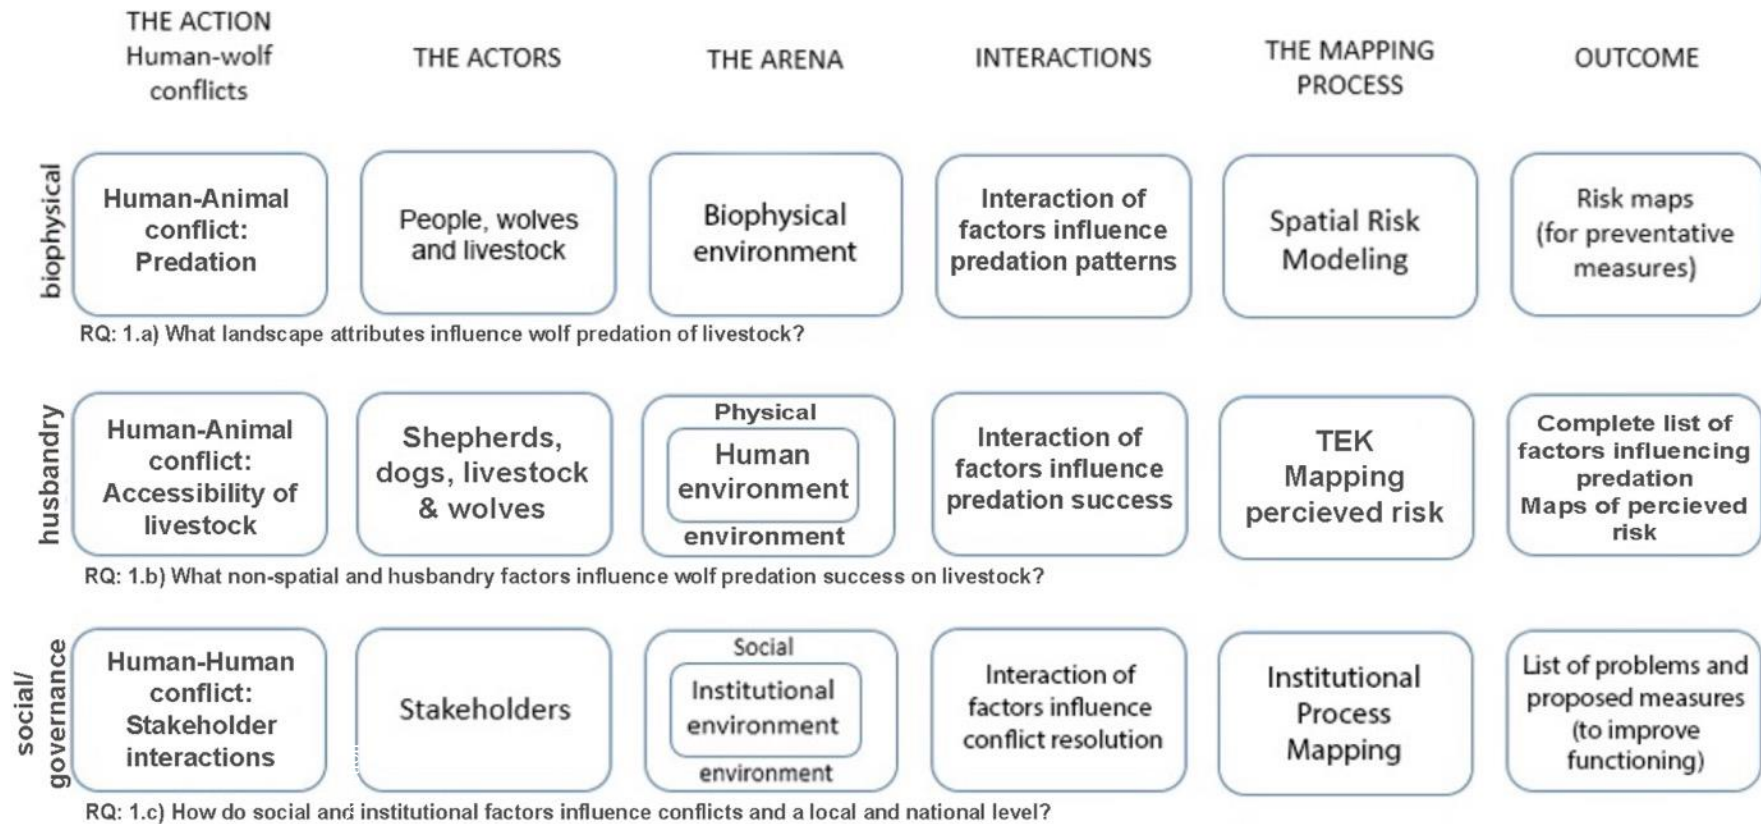 THE ACTION
Human-wolf
conflicts
THE ACTORS
THE ARENA
INTERACTIONS
THE MAPPING
PROCESS
OUTCOME
biophysical
Human-Animal
conflict:
Predation
People, wolves
and livestock
Biophysical
environment
Interaction of
factors influence
predation patterns
Spatial Risk
Modeling
Risk maps
(for preventative
measures)
RQ: 1.a) What landscape attributes influence wolf predation of livestock?
husbandry
Human-Animal
conflict:
Accessibility of
livestock
Shepherds,
dogs, livestock
& wolves
Physical
Human
environment
environment
Interaction of
factors influence
predation success
TEK
Mapping
percieved risk
Complete list of
factors influencing
predation
Maps of percieved
risk
RQ: 1.b) What non-spatial and husbandry factors influence wolf predation success on livestock?
social/
governance
Human-Human
conflict:
Stakeholder
interactions
Stakeholders
Social
Institutional
environment
environment
Interaction of
factors influence
conflict resolution
Institutional
Process
Mapping
List of problems and
proposed measures
(to improve
functioning)
RQ: 1.c) How do social and institutional factors influence conflicts and a local and national level?